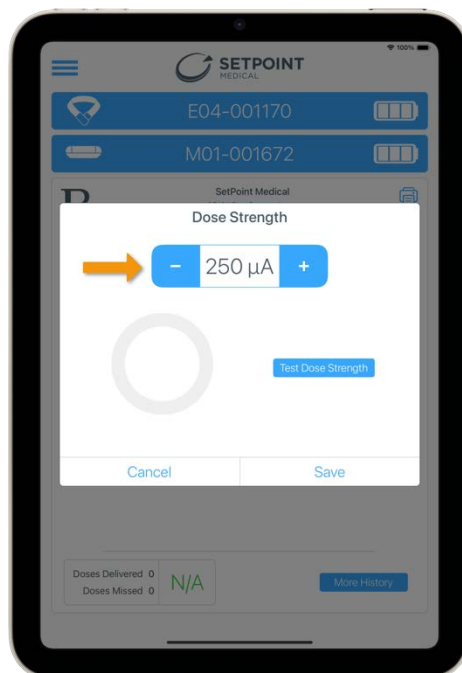 100%
SETPOINT
MEDICAL
E04-001170
M01-001672
SetPoint Medical
Dose Strength
− 250 µA +
Test Dose Strength
Cancel Save
Doses Delivered 0
Doses Missed 0
N/A
More History